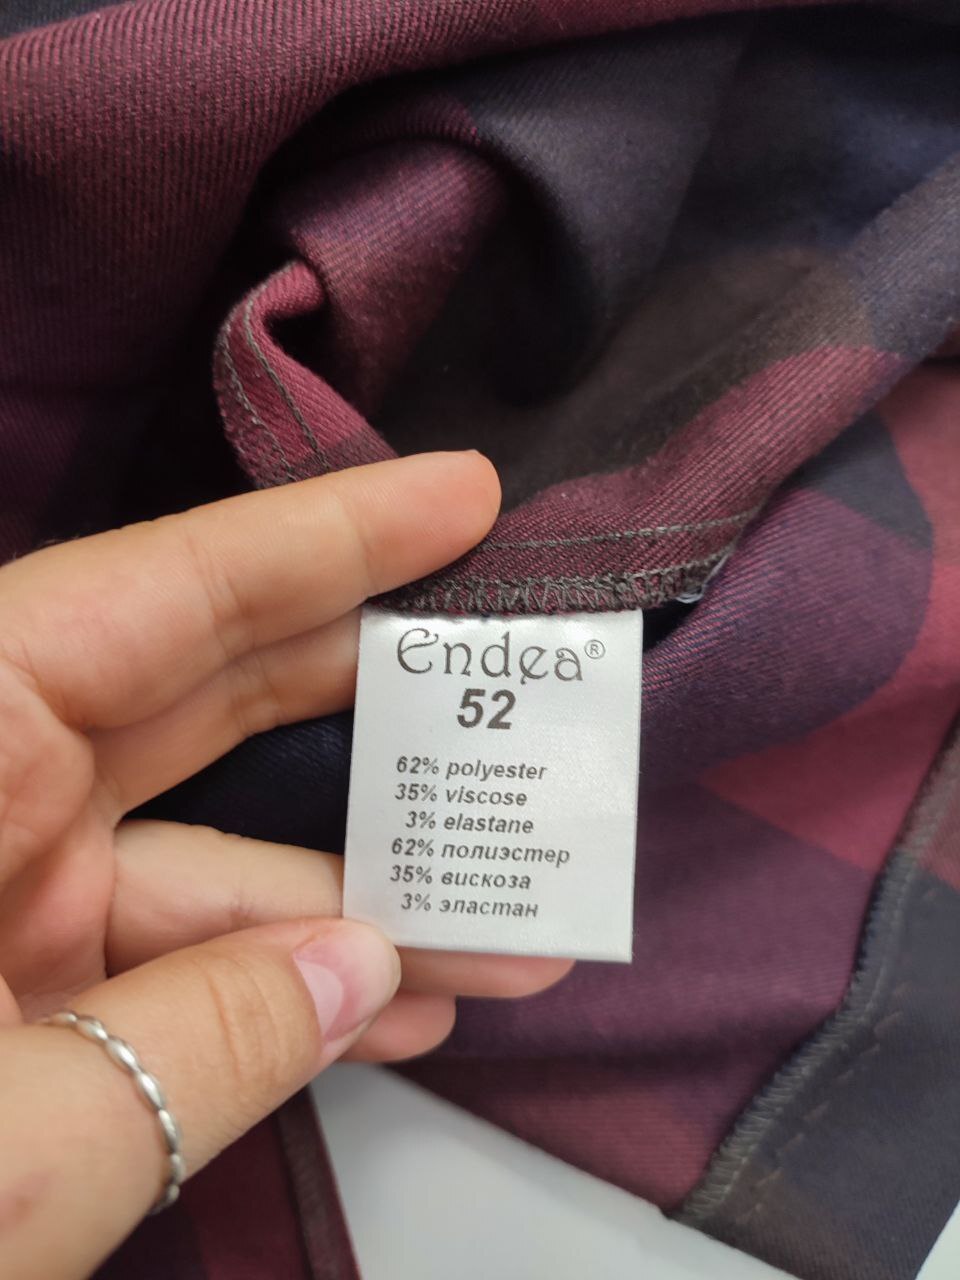 Endea®
52
62% polyester
35% viscose
3% elastane
62% полиэстер
35% вискоза
3% эластан